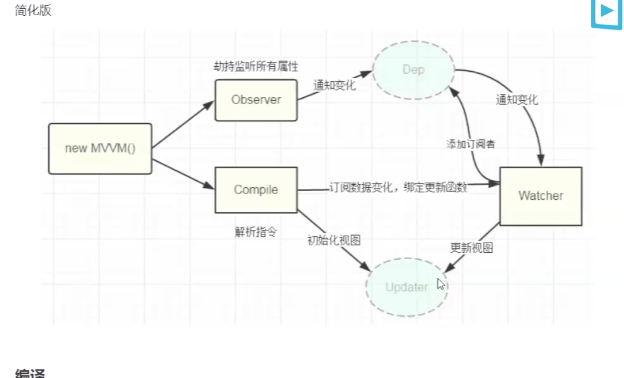 简化版
劫持监听所有属性
Dep
通知变化
Observer
通知变化
new MVVM()
添加订阅者
Compile
订阅数据变化，绑定更新函数
Watcher
解析指令
初始化视图
更新视图
Updater
编译